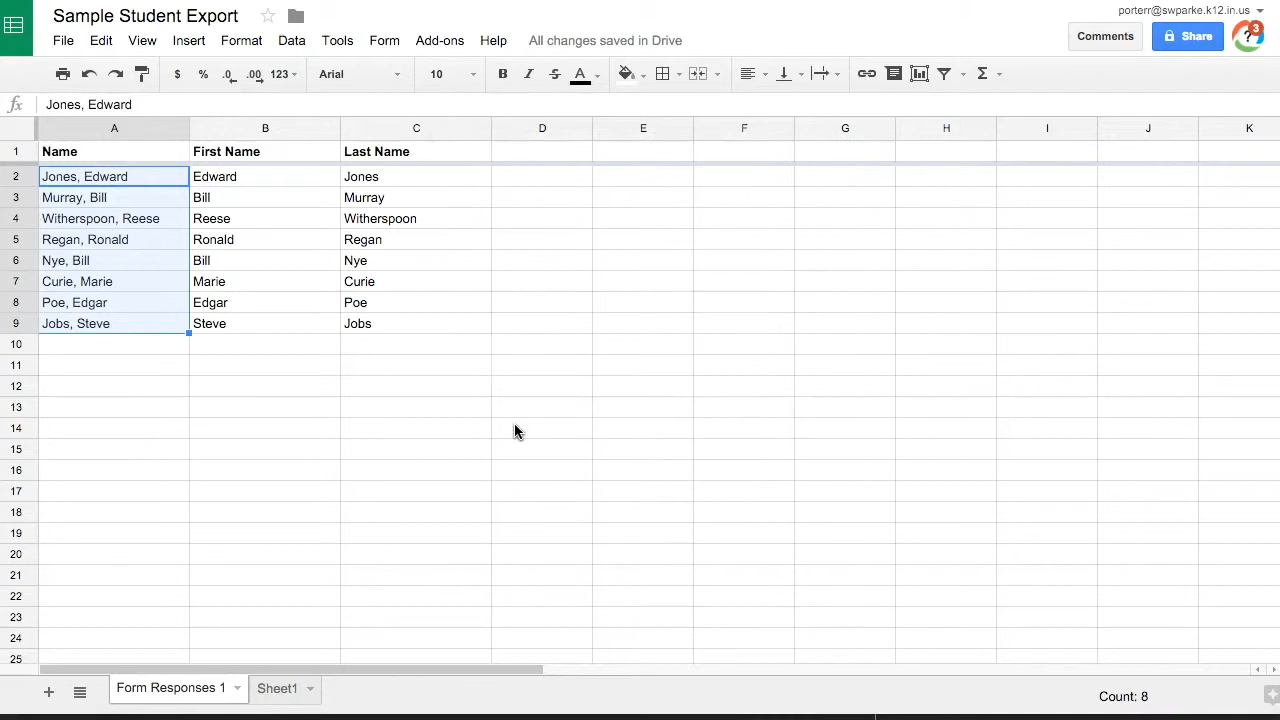 Sample Student Export
porterr@swparke.k12.in.us
File Edit View Insert Format Data Tools Form Add-ons Help All changes saved in Drive
Comments Share ? 3
$ % .0 .00 123 Arial 10 B I S A Σ
fx Jones, Edward
A B C D E F G H I J K
1 Name First Name Last Name
2 Jones, Edward Edward Jones
3 Murray, Bill Bill Murray
4 Witherspoon, Reese Reese Witherspoon
5 Regan, Ronald Ronald Regan
6 Nye, Bill Bill Nye
7 Curie, Marie Marie Curie
8 Poe, Edgar Edgar Poe
9 Jobs, Steve Steve Jobs
10
11
12
13
14
15
16
17
18
19
20
21
22
23
24
25
Form Responses 1 Sheet1 Count: 8